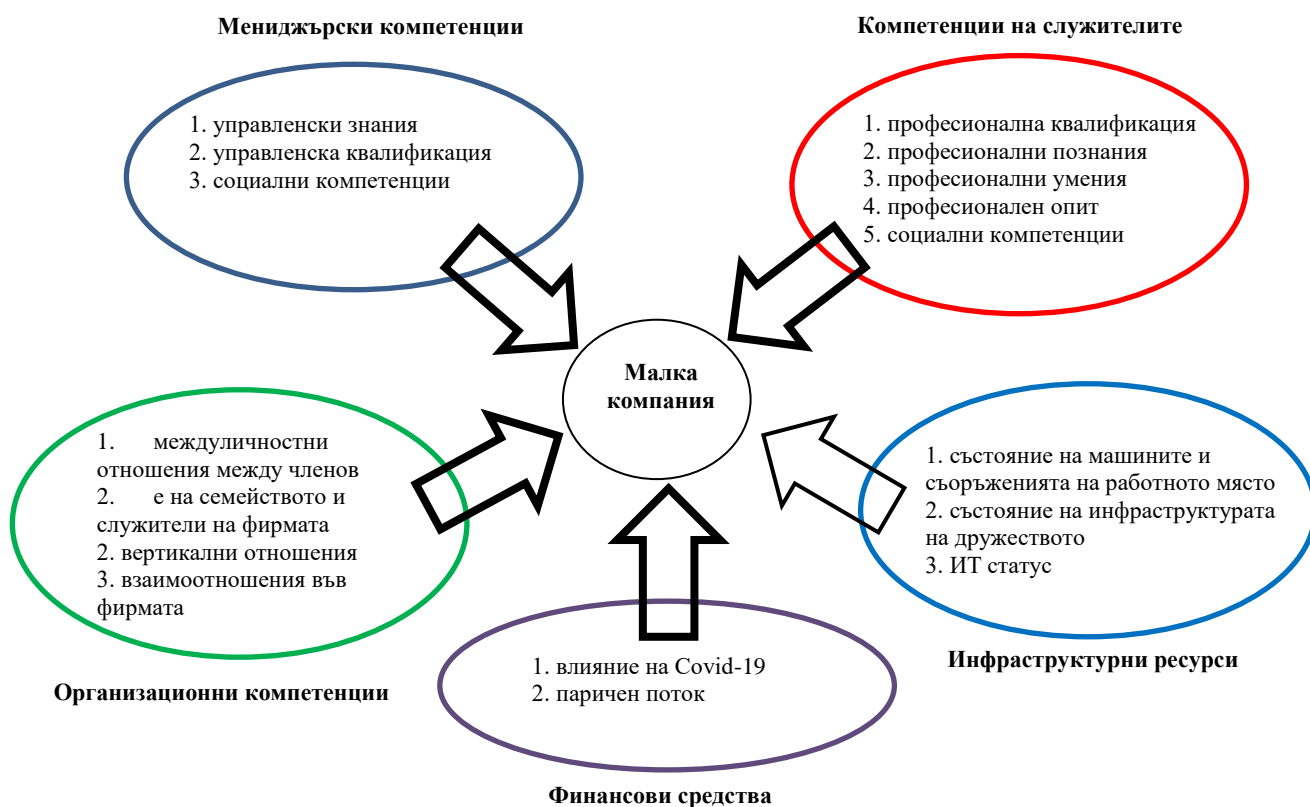 Мениджърски компетенции
1. управленски знания
2. управленска квалификация
3. социални компетенции
Компетенции на служителите
1. професионална квалификация
2. професионални познания
3. професионални умения
4. професионален опит
5. социални компетенции
Малка
компания
1. междуличностни
отношения между членов
2. е на семейството и
служители на фирмата
2. вертикални отношения
3. взаимоотношения във
фирмата
Организационни компетенции
1. състояние на машините и
съоръженията на работното място
2. състояние на инфраструктурата
на дружеството
3. ИТ статус
Инфраструктурни ресурси
1. влияние на Covid-19
2. паричен поток
Финансови средства